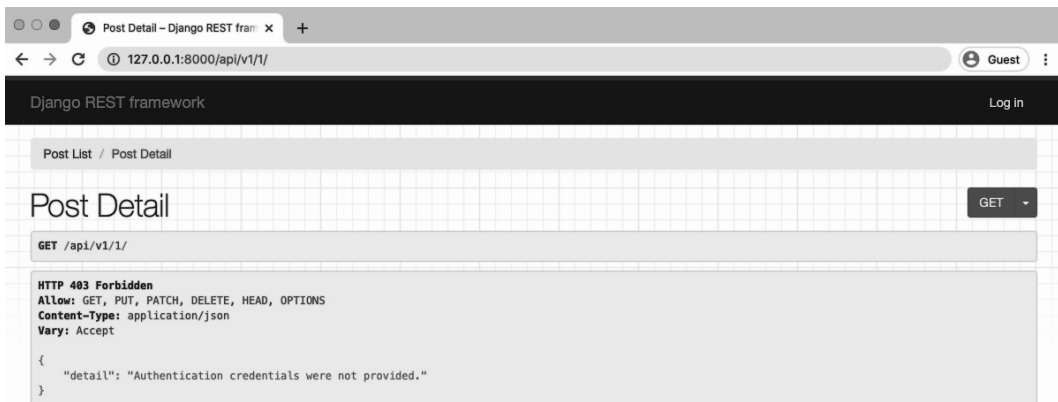 Post Detail – Django REST fram
127.0.0.1:8000/api/v1/1/
Guest
Django REST framework
Log in
Post List / Post Detail
Post Detail
GET
GET /api/v1/1/
HTTP 403 Forbidden
Allow: GET, PUT, PATCH, DELETE, HEAD, OPTIONS
Content-Type: application/json
Vary: Accept
{
"detail": "Authentication credentials were not provided."
}